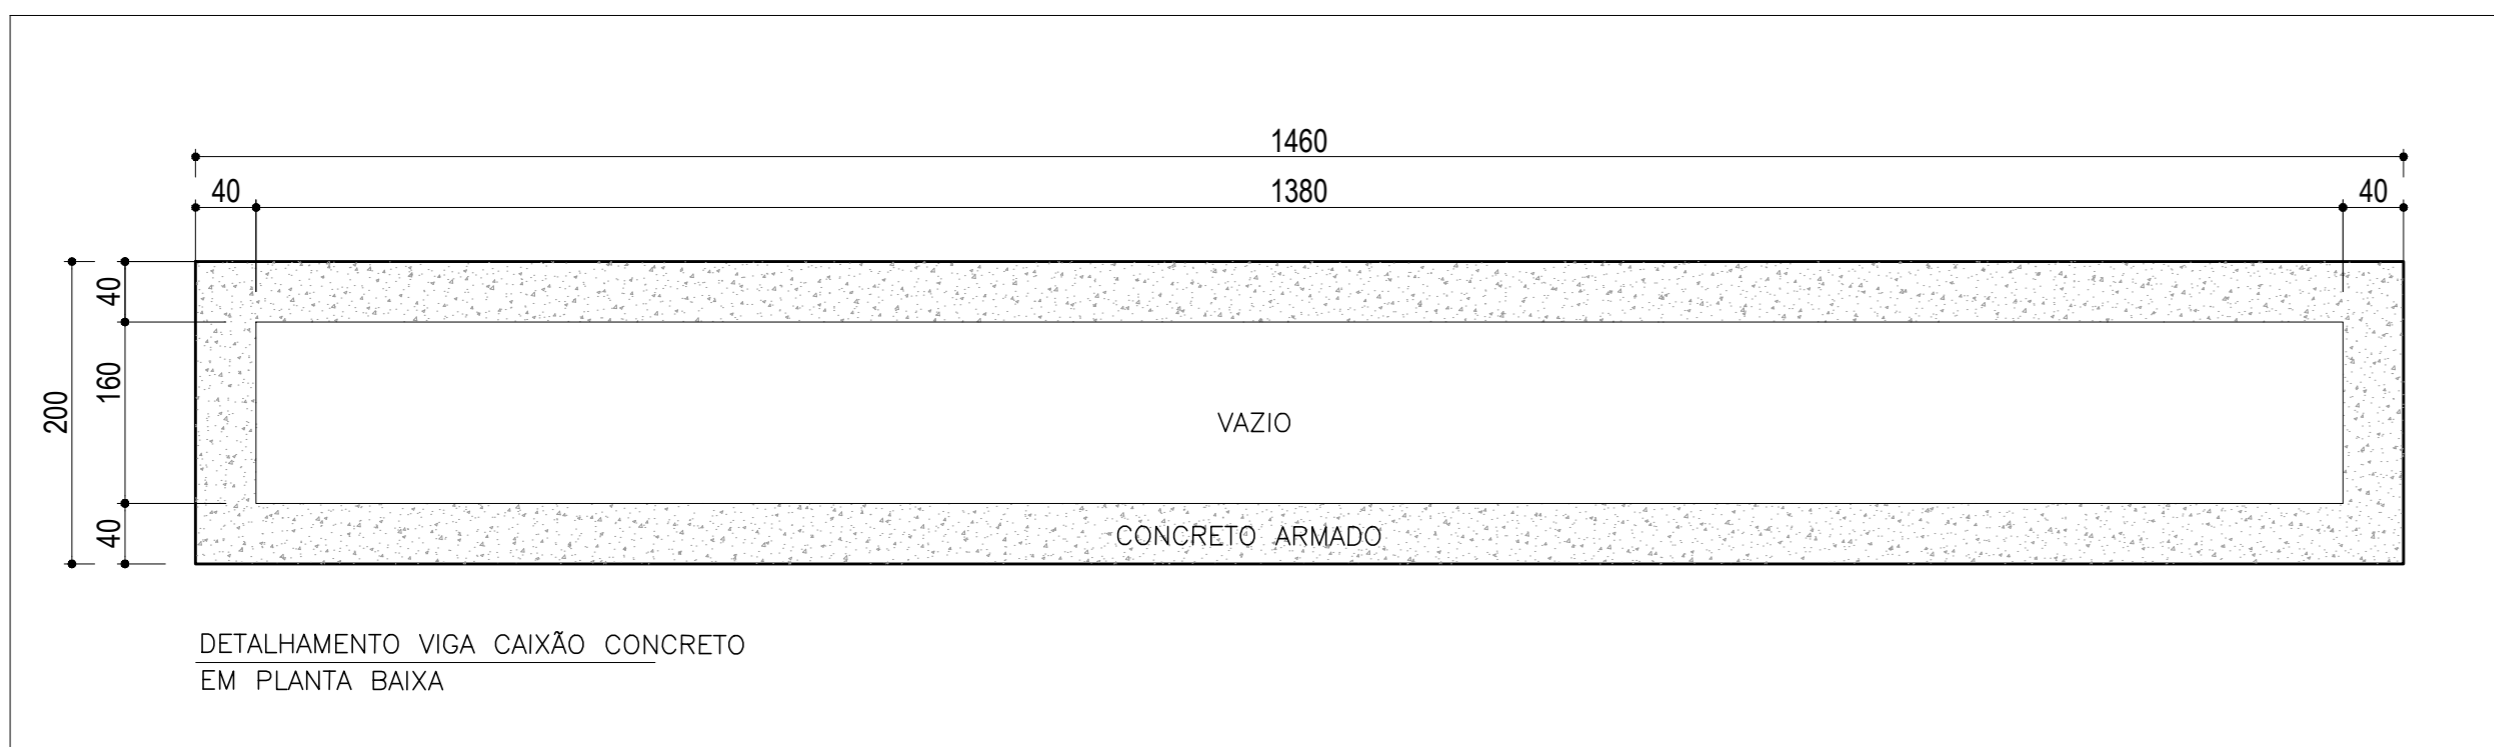 1460
40 1380 40
40
160
200
40
VAZIO
CONCRETO ARMADO
DETALHAMENTO VIGA CAIXÃO CONCRETO
EM PLANTA BAIXA